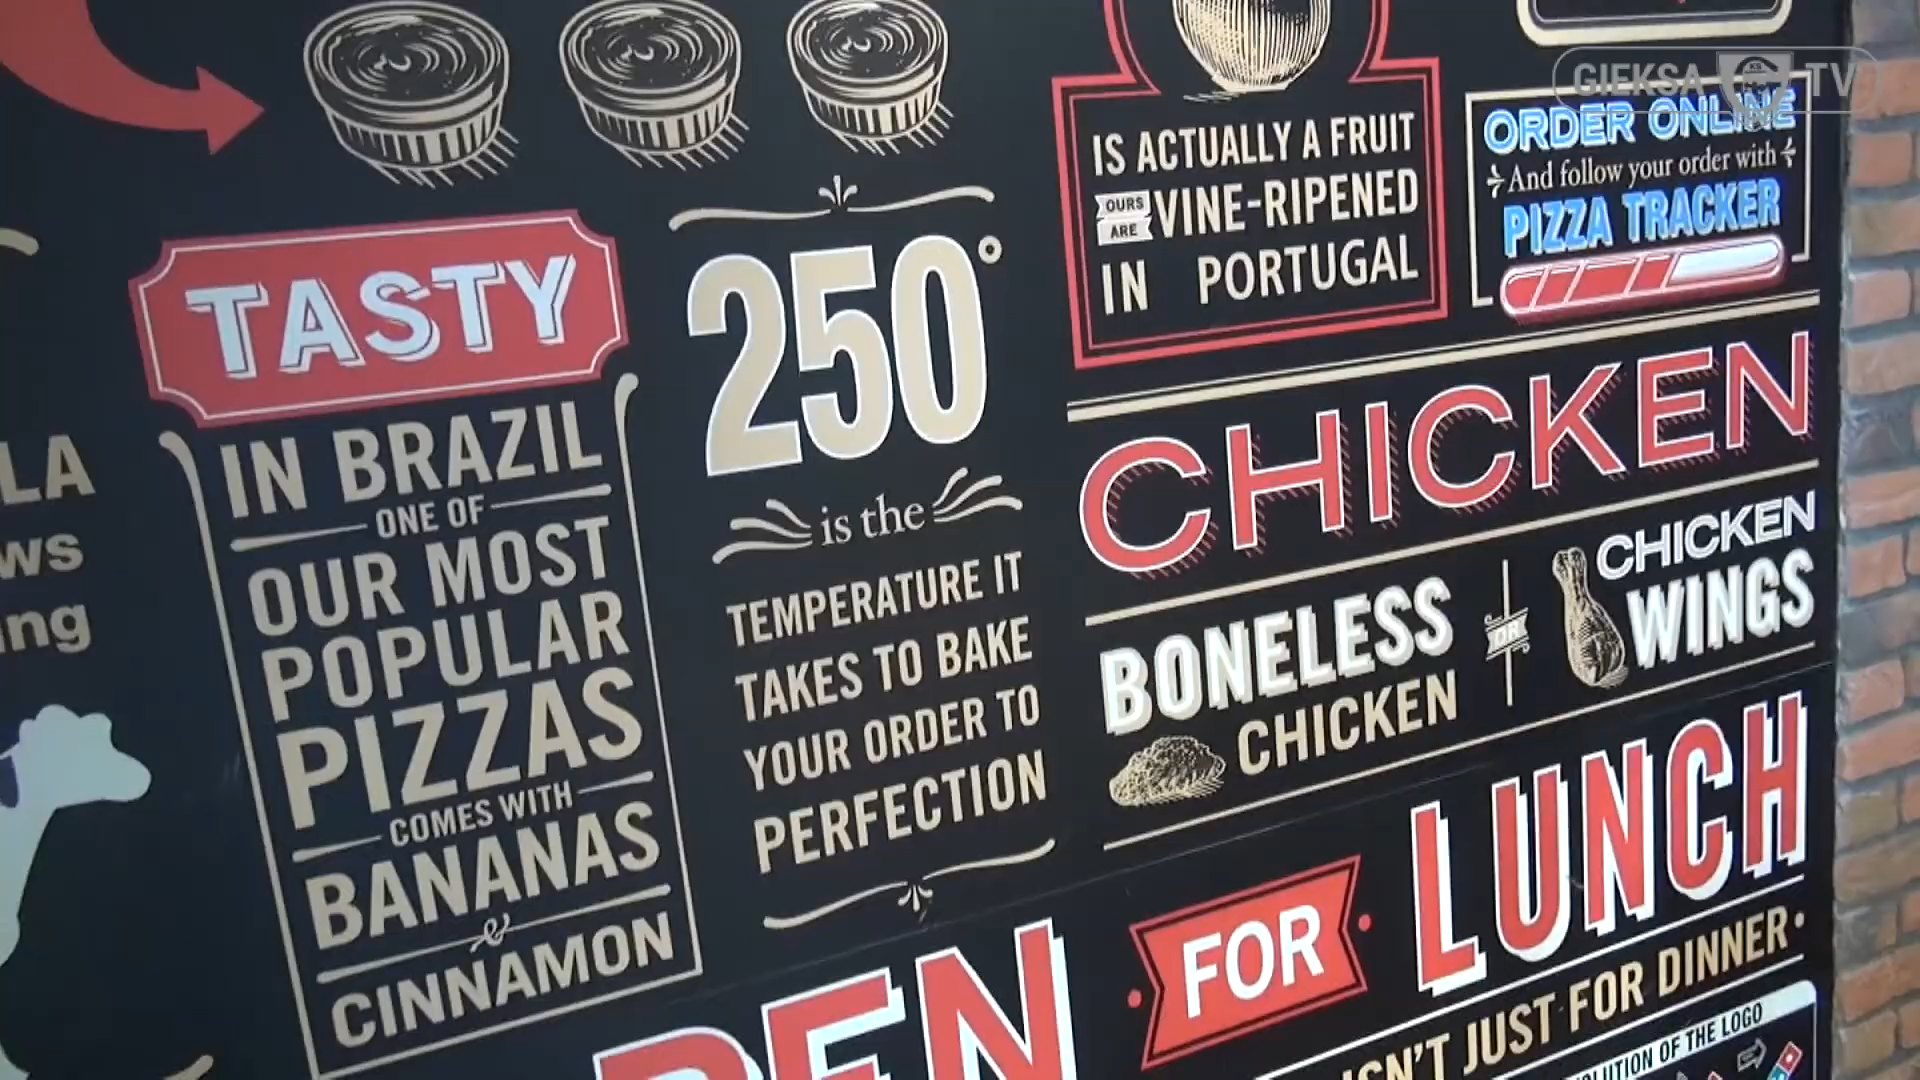 GIEKSA TV
TASTY
IN BRAZIL
ONE OF
OUR MOST
POPULAR
PIZZAS
COMES WITH
BANANAS
&
CINNAMON
250°
is the
TEMPERATURE IT
TAKES TO BAKE
YOUR ORDER TO
PERFECTION
IS ACTUALLY A FRUIT
OURS ARE VINE-RIPENED
IN PORTUGAL
ORDER ONLINE
And follow your order with
PIZZA TRACKER
CHICKEN
BONELESS
CHICKEN
OR
CHICKEN
WINGS
FOR LUNCH
JUST FOR DINNER
OF THE LOGO